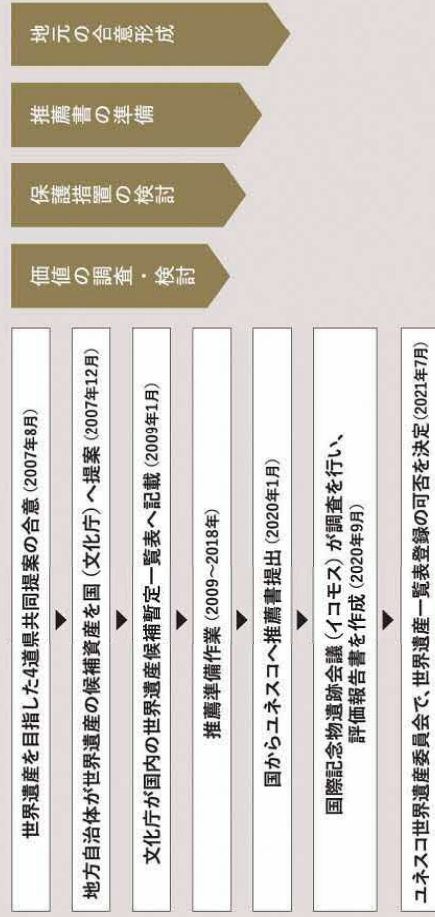 世界遺産を目指した4道県共同提案の合意(2007年8月)
地方自治体が世界遺産の候補資産を国(文化庁)へ提案(2007年12月)
文化庁が国内の世界遺産候補暫定一覧表へ記載(2009年1月)
推薦準備作業(2009〜2018年)
国からユネスコへ推薦書提出(2020年1月)
国際記念物遺跡会議(イコモス)が調査を行い、
評価報告書を作成(2020年9月)
ユネスコ世界遺産委員会で、世界遺産一覧表登録の可否を決定(2021年7月)
価値の調査・検討
保護措置の検討
推薦書の準備
地元の合意形成